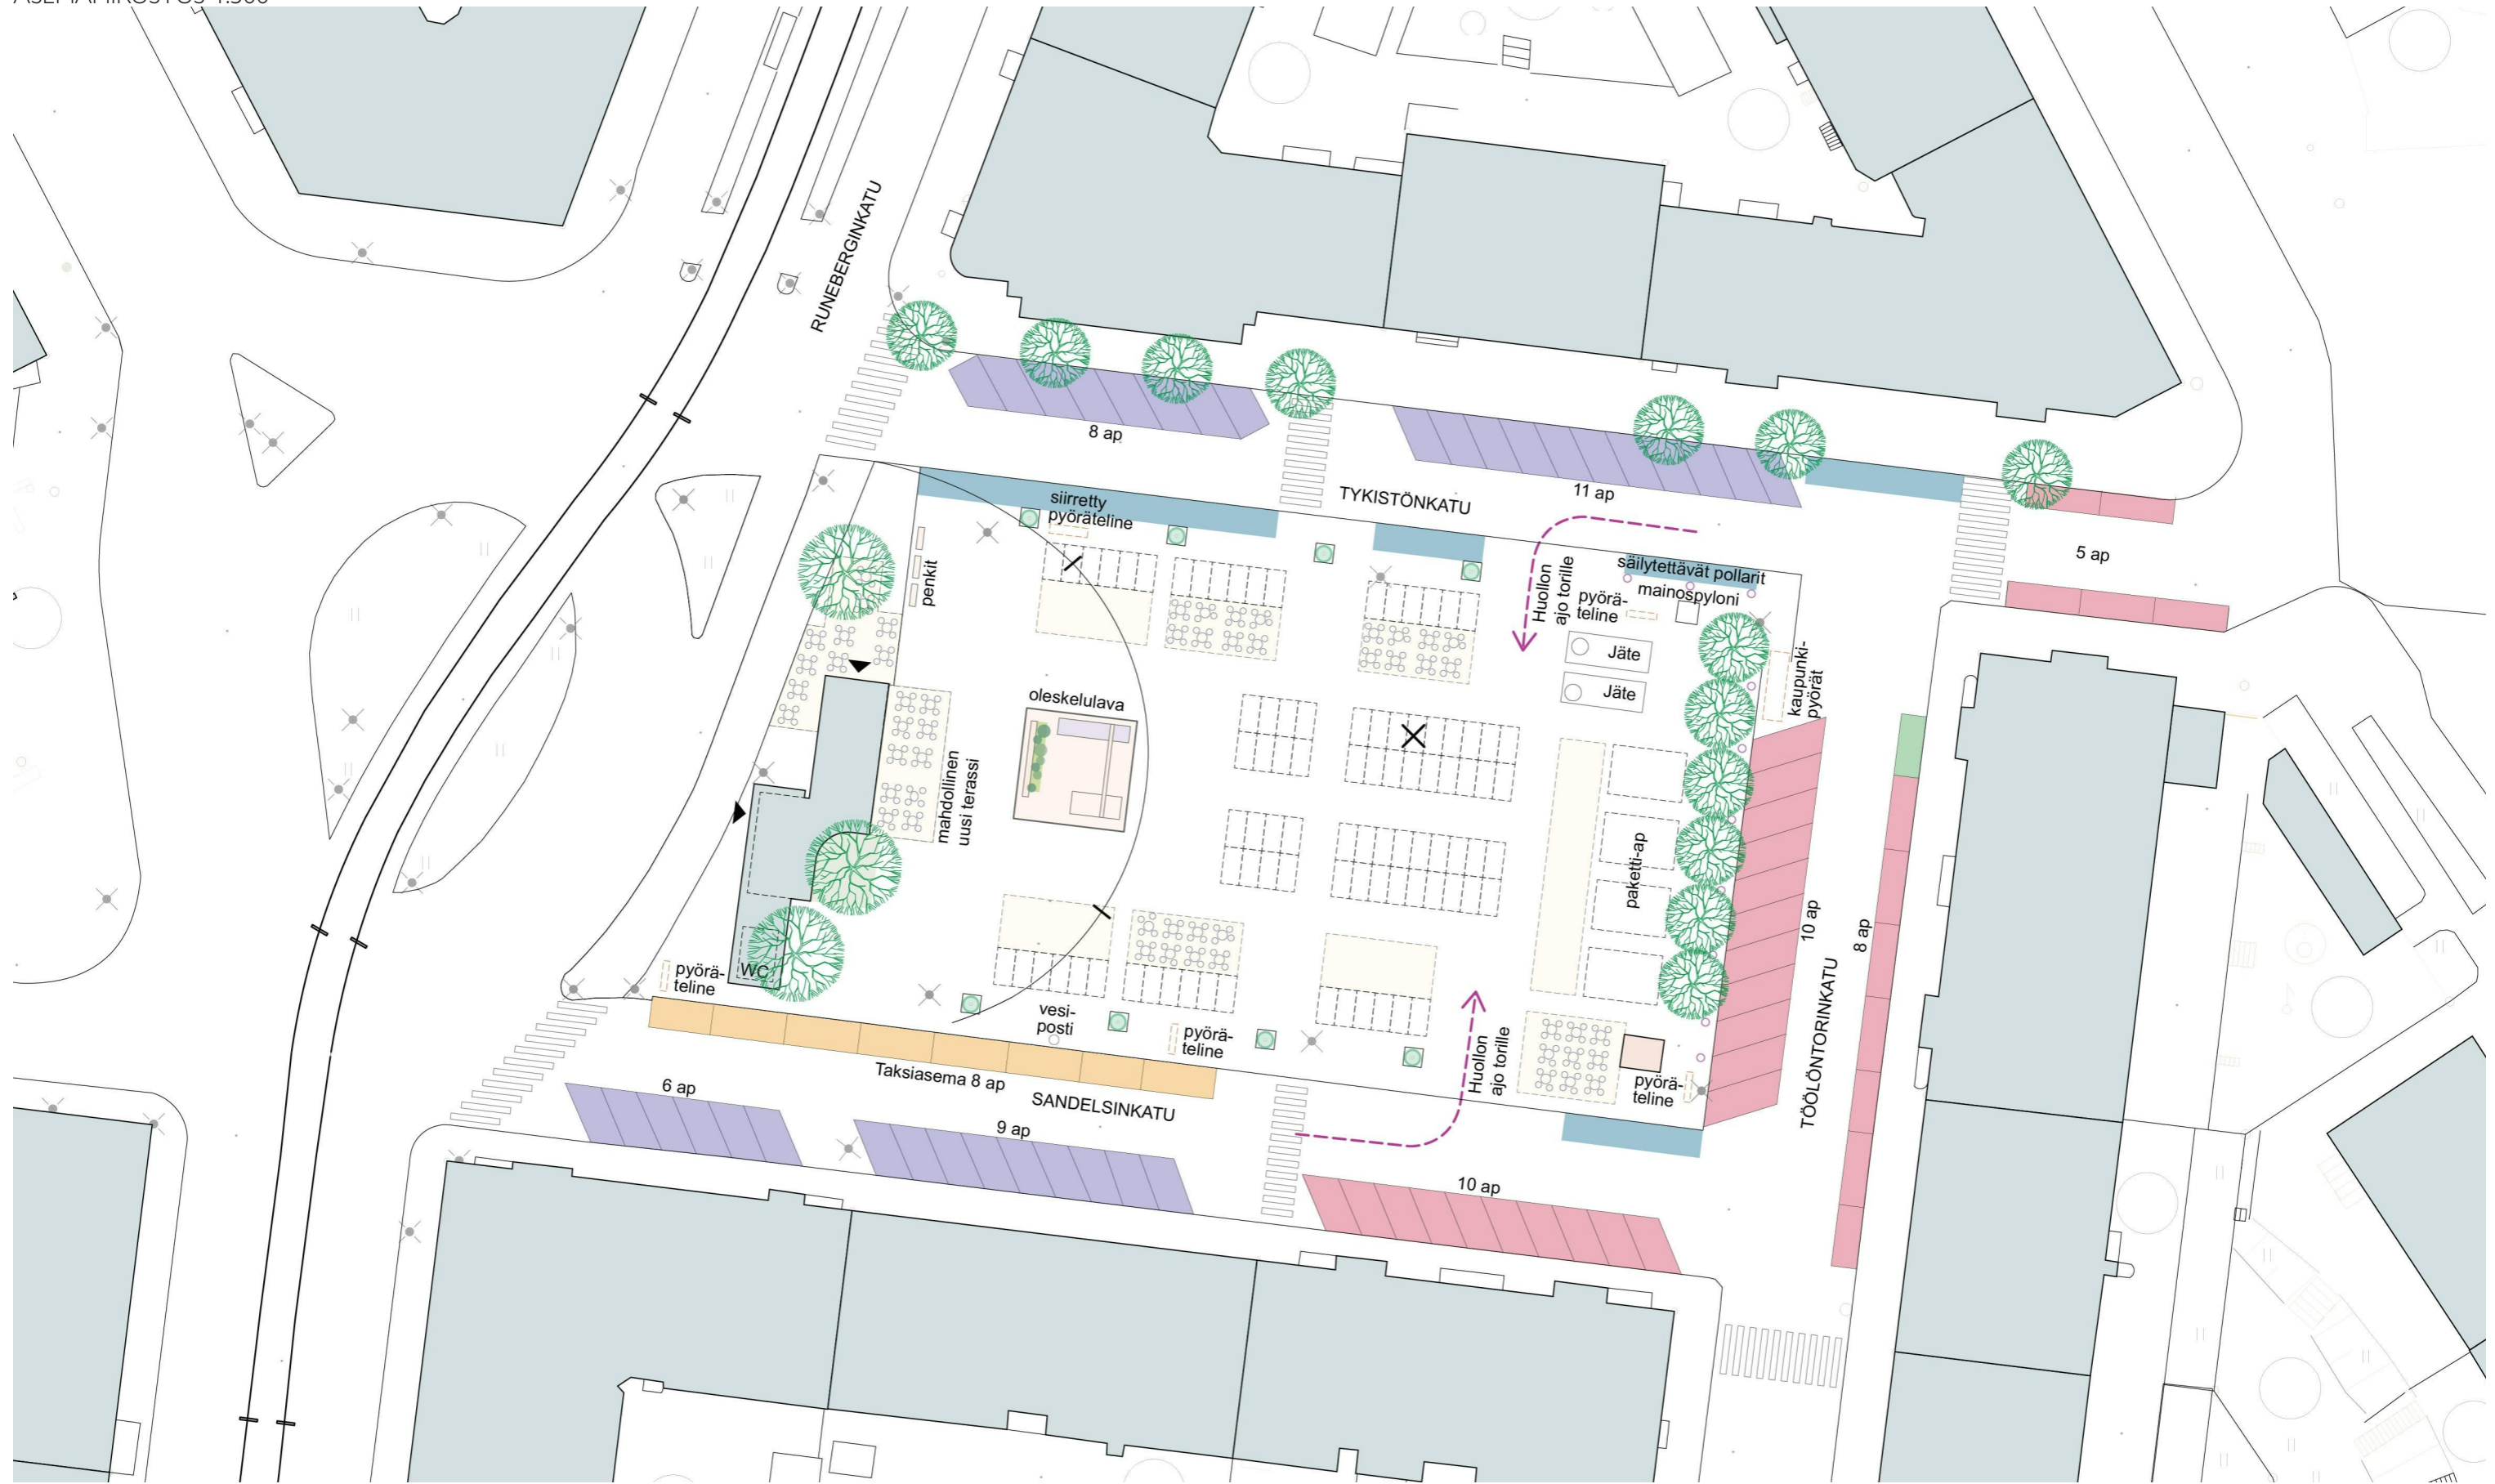 RUNEBERGINKATU
8 ap
TYKISTÖNKATU
11 ap
5 ap
siirretty
pyöräteline
penkit
Huollon
ajo torille
säilytettävät pollarit
mainospyloni
pyörä-
teline
Jäte
Jäte
kaupunki-
pyörät
oleskelulava
mahdollinen
uusi terassi
paketti-ap
10 ap
8 ap
TÖÖLÖNTORINKATU
WC
pyörä-
teline
vesi-
posti
pyörä-
teline
Huollon
ajo torille
pyörä-
teline
Taksiasema 8 ap
SANDELSINKATU
6 ap
9 ap
10 ap